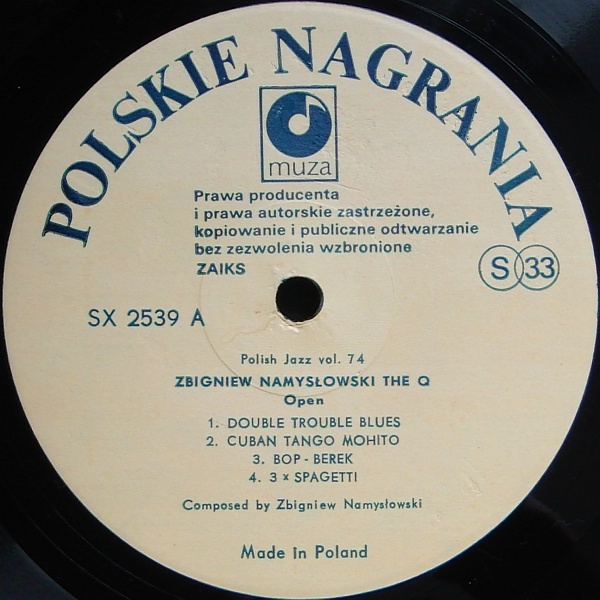 POLSKIE NAGRANIA
muza
Prawa producenta
i prawa autorskie zastrzeżone,
kopiowanie i publiczne odtwarzanie
bez zezwolenia wzbronione
ZAIKS
S 33
SX 2539 A
Polish Jazz vol. 74
ZBIGNIEW NAMYSŁOWSKI THE Q
Open
1. DOUBLE TROUBLE BLUES
2. CUBAN TANGO MOHITO
3. BOP - BEREK
4. 3 x SPAGETTI
Composed by Zbigniew Namysłowski
Made in Poland